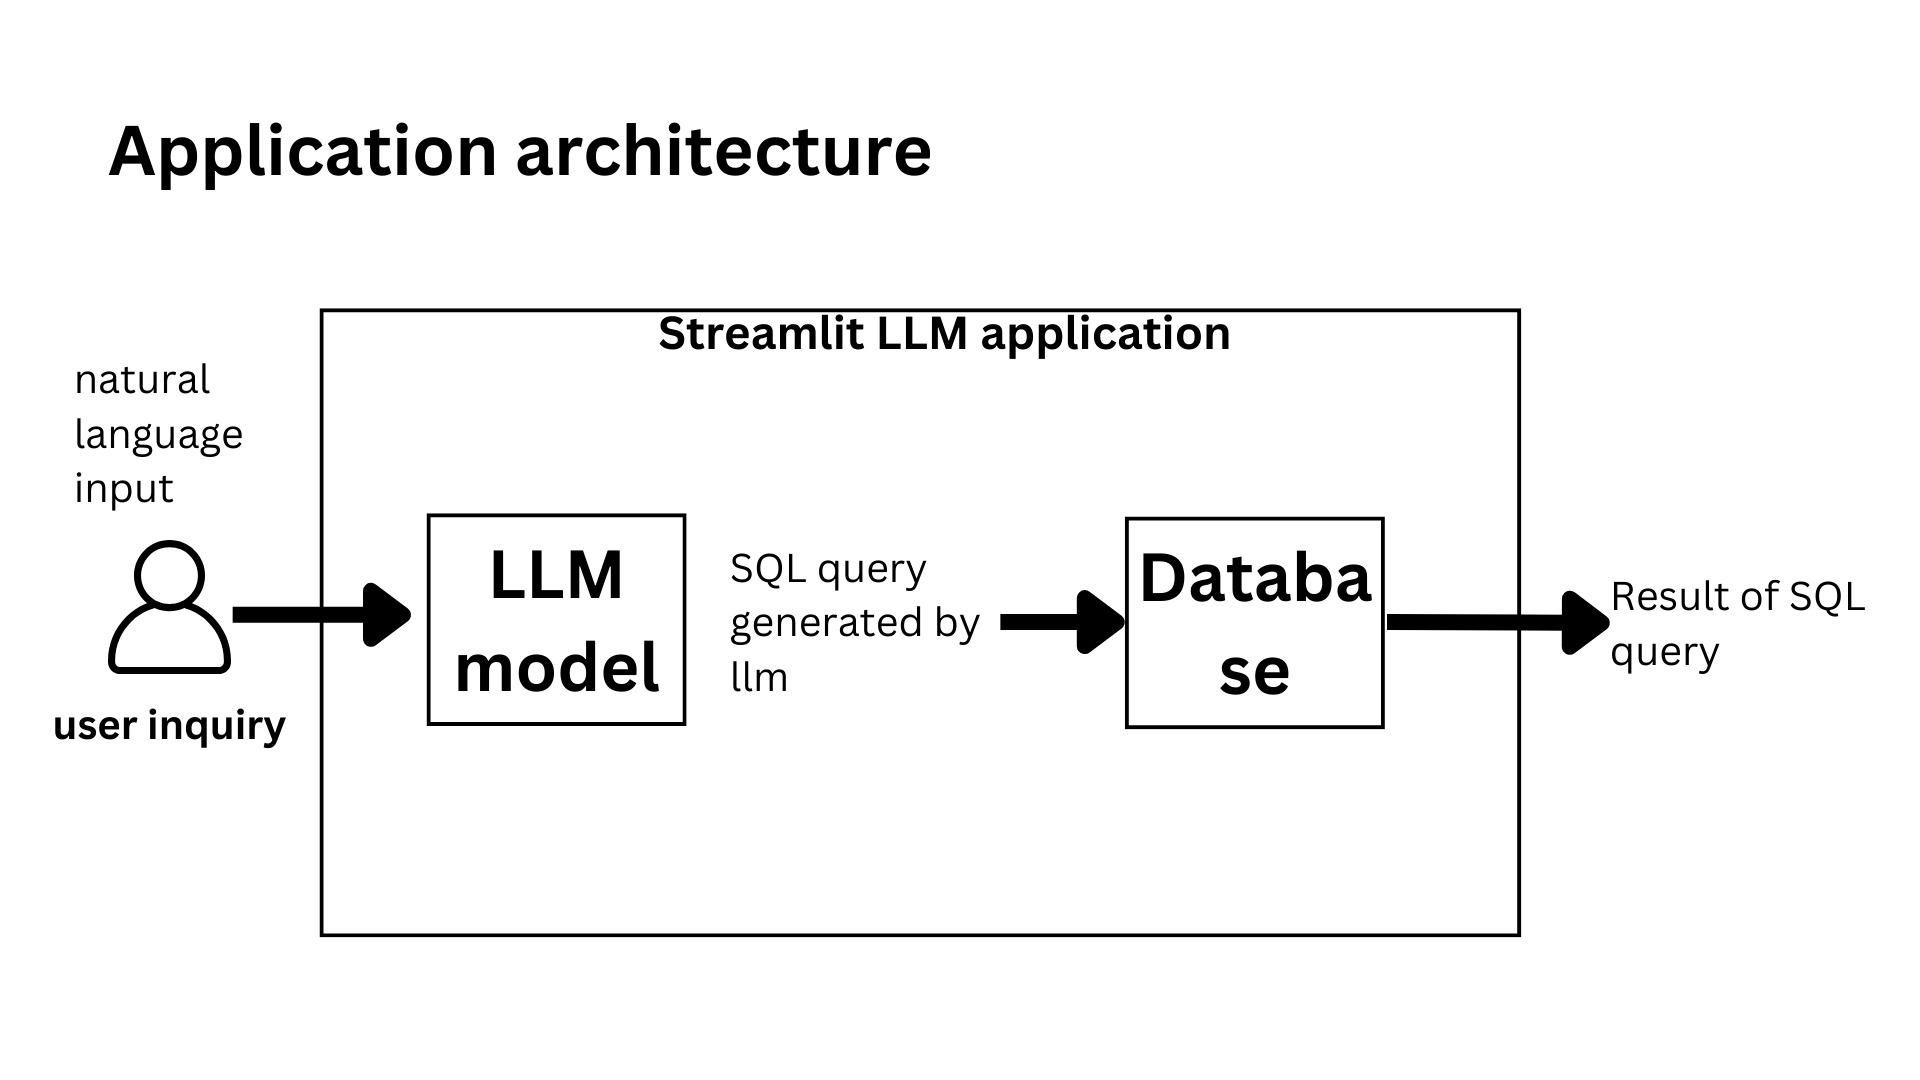 Application architecture
Streamlit LLM application
natural
language
input
user inquiry
LLM
model
SQL query
generated by
llm
Databa
se
Result of SQL
query